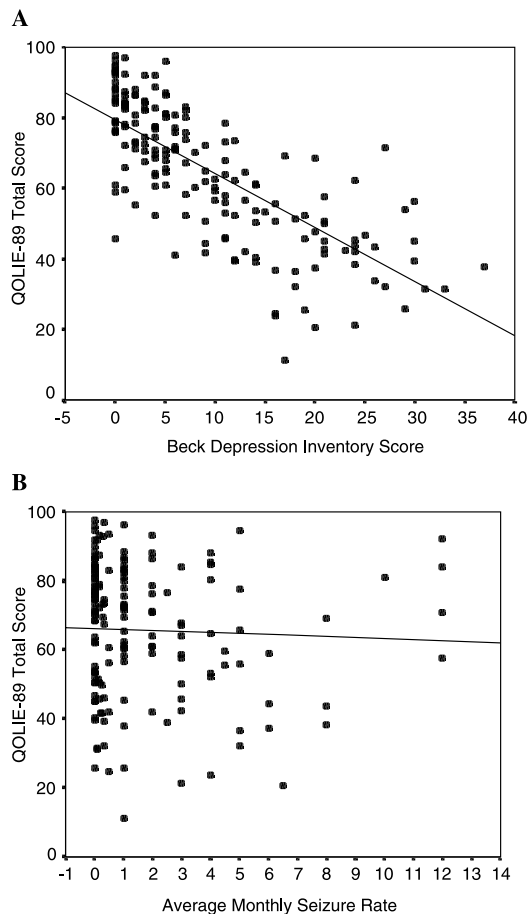 A
100
80
60
40
20
0
QOLIE-89 Total Score
-5 0 5 10 15 20 25 30 35 40
Beck Depression Inventory Score
B
100
80
60
40
20
0
QOLIE-89 Total Score
-1 0 1 2 3 4 5 6 7 8 9 10 11 12 13 14
Average Monthly Seizure Rate